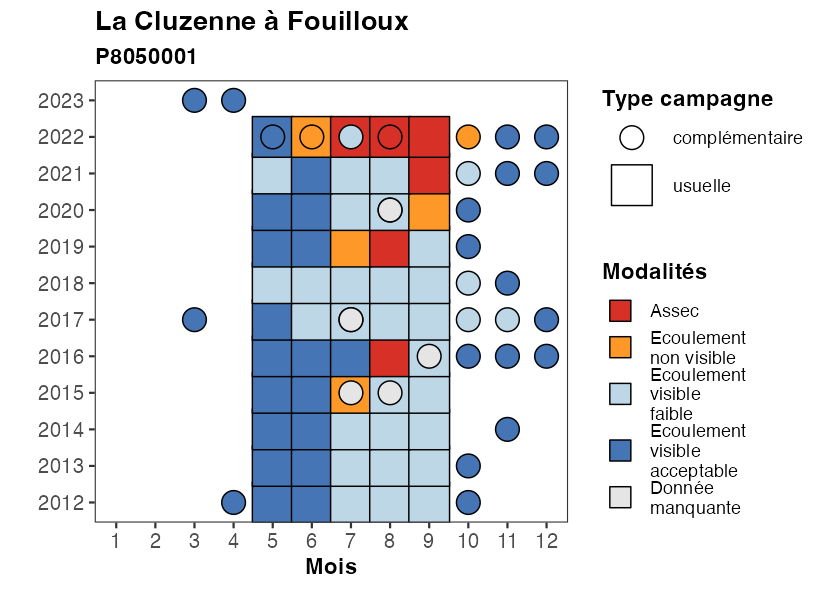 La Cluzenne à Fouilloux
P8050001
2023
2022
2021
2020
2019
2018
2017
2016
2015
2014
2013
2012
1 2 3 4 5 6 7 8 9 10 11 12
Mois
Type campagne
complémentaire
usuelle
Modalités
Assec
Ecoulement
non visible
Ecoulement
visible
faible
Ecoulement
visible
acceptable
Donnée
manquante